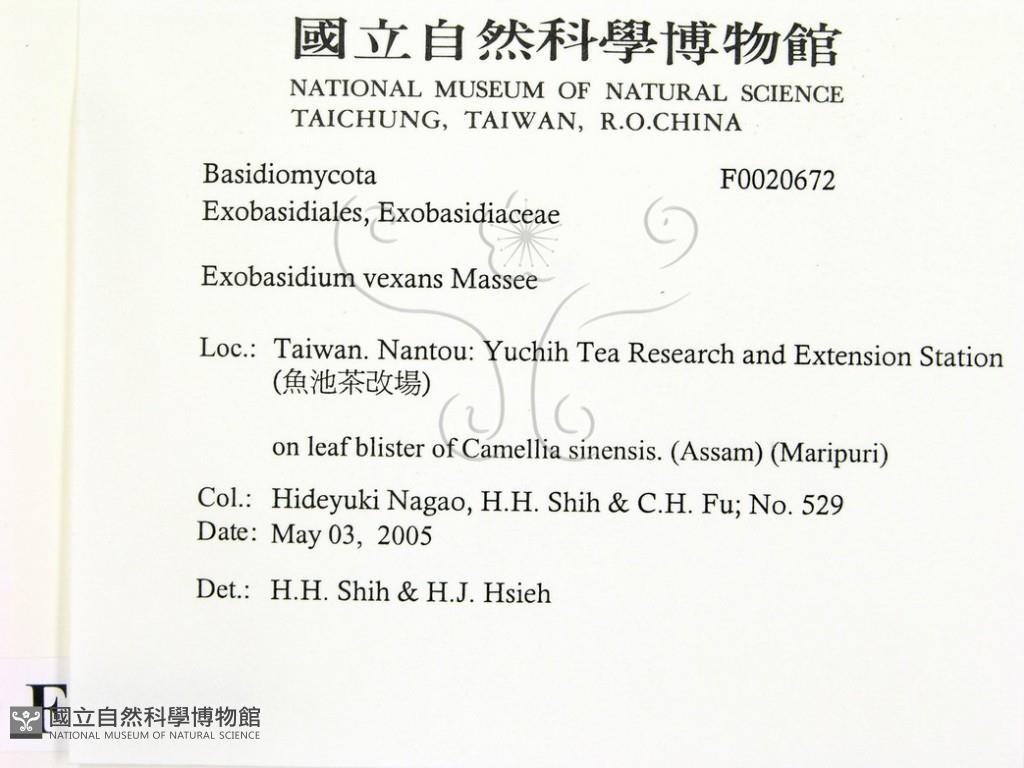 國立自然科學博物館
NATIONAL MUSEUM OF NATURAL SCIENCE
TAICHUNG, TAIWAN, R.O.CHINA
Basidiomycota F0020672
Exobasidiales, Exobasidiaceae
Exobasidium vexans Massee
Loc.: Taiwan. Nantou: Yuchih Tea Research and Extension Station
(魚池茶改場)
on leaf blister of Camellia sinensis. (Assam) (Maripuri)
Col.: Hideyuki Nagao, H.H. Shih & C.H. Fu; No. 529
Date: May 03, 2005
Det.: H.H. Shih & H.J. Hsieh
F
國立自然科學博物館
NATIONAL MUSEUM OF NATURAL SCIENCE